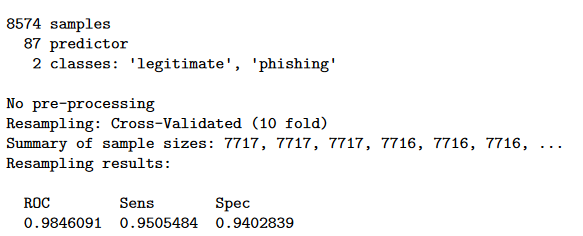 8574 samples
87 predictor
2 classes: 'legitimate', 'phishing'
No pre-processing
Resampling: Cross-Validated (10 fold)
Summary of sample sizes: 7717, 7717, 7717, 7716, 7716, 7716, ...
Resampling results:
ROC Sens Spec
0.9846091 0.9505484 0.9402839